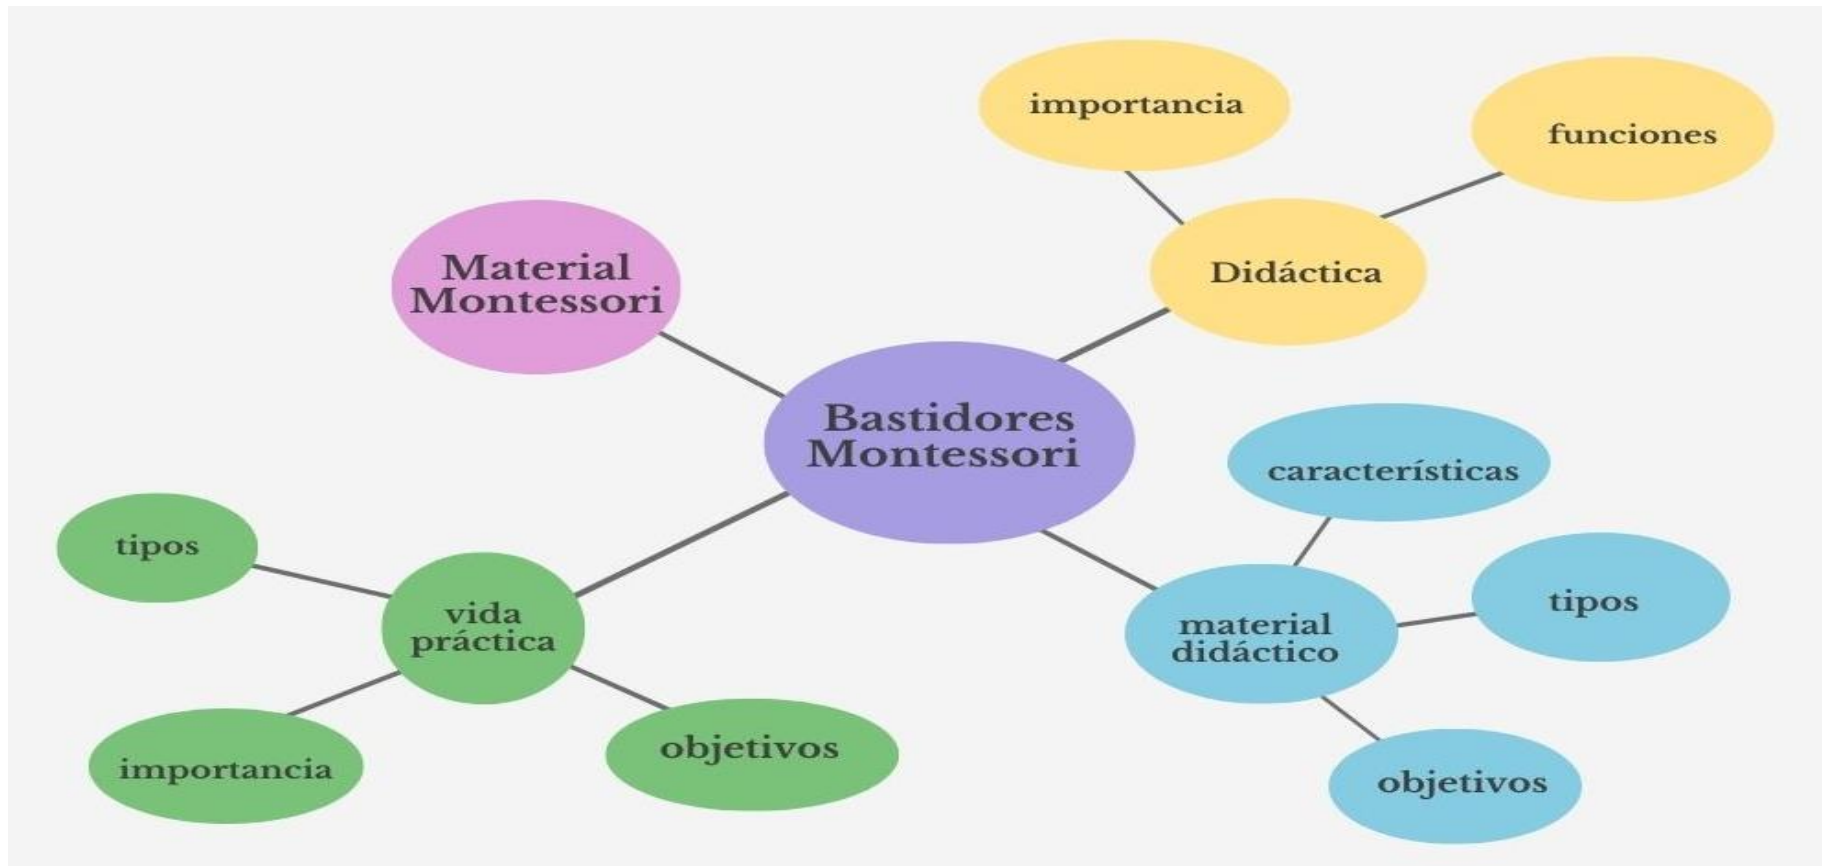 importancia
funciones
Didáctica
Material
Montessori
Bastidores
Montessori
características
tipos
material
didáctico
objetivos
tipos
vida
práctica
importancia
objetivos